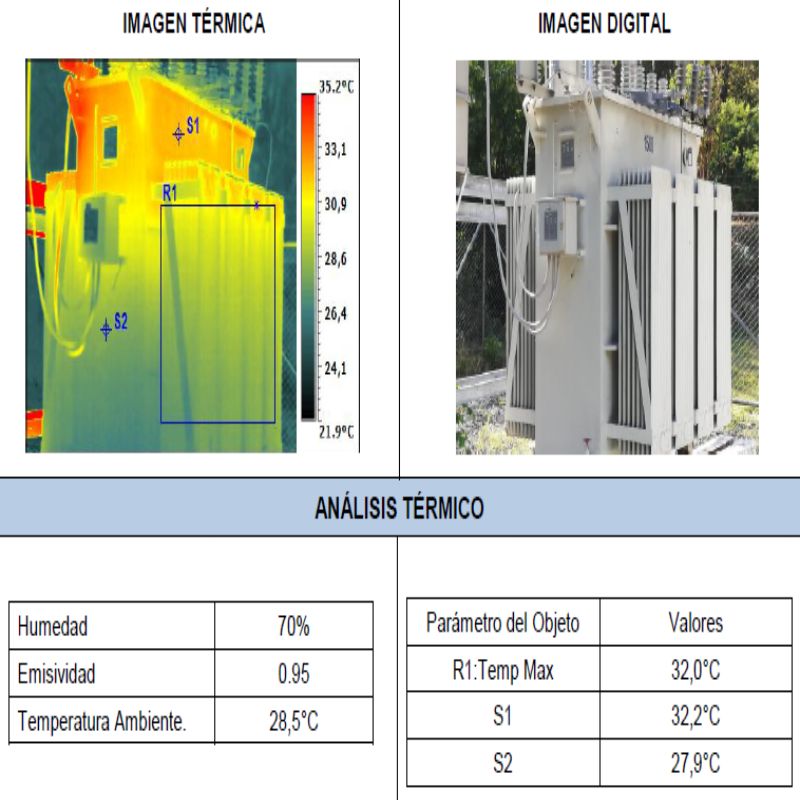 IMAGEN TÉRMICA
IMAGEN DIGITAL
35.2°C
33,1
30,9
28,6
26,4
24,1
21.9°C
S1
R1
S2
ANÁLISIS TÉRMICO
Humedad 70%
Emisividad 0.95
Temperatura Ambiente. 28,5°C
Parámetro del Objeto Valores
R1:Temp Max 32,0°C
S1 32,2°C
S2 27,9°C